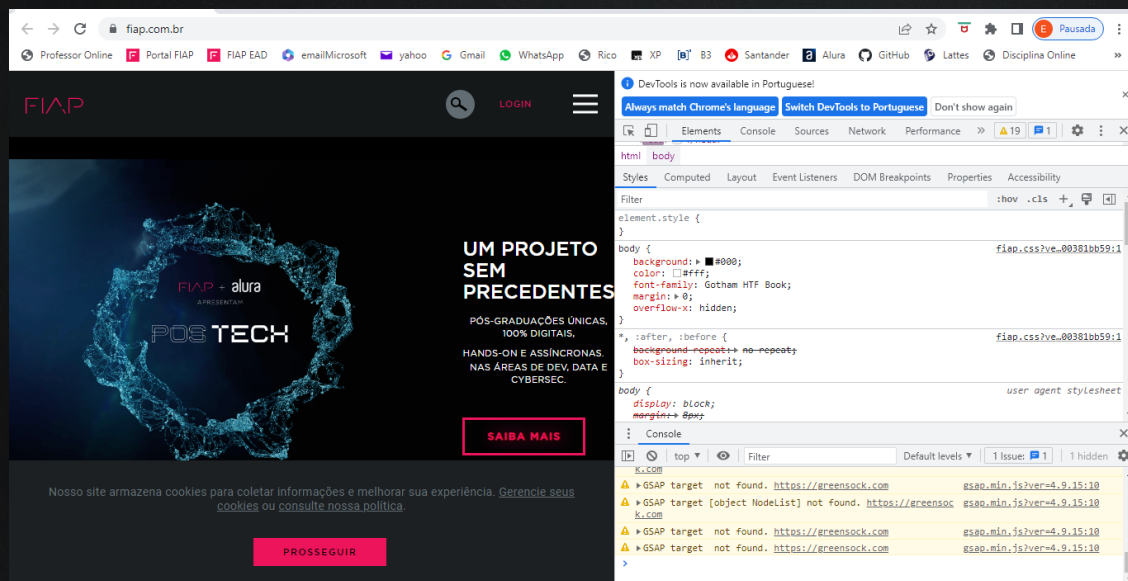 fiap.com.br
E Pausada
Professor Online Portal FIAP FIAP EAD emailMicrosoft yahoo Gmail WhatsApp Rico XP [B]³ B3 Santander a Alura GitHub Lattes Disciplina Online »
FIAP
LOGIN
FIAP + alura
APRESENTAM
POS TECH
UM PROJETO
SEM
PRECEDENTES
PÓS-GRADUAÇÕES ÚNICAS,
100% DIGITAIS,
HANDS-ON E ASSÍNCRONAS.
NAS ÁREAS DE DEV, DATA E
CYBERSEC.
SAIBA MAIS
Nosso site armazena cookies para coletar informações e melhorar sua experiência. Gerencie seus
cookies ou consulte nossa política.
PROSSEGUIR
DevTools is now available in Portuguese!
Always match Chrome's language Switch DevTools to Portuguese Don't show again
Elements Console Sources Network Performance » 19 1
html body
Styles Computed Layout Event Listeners DOM Breakpoints Properties Accessibility
Filter :hov .cls +
element.style {
}
body { fiap.css?ve…00381bb59:1
background: #000;
color: #fff;
font-family: Gotham HTF Book;
margin: 0;
overflow-x: hidden;
}
*, :after, :before { fiap.css?ve…00381bb59:1
background-repeat: no-repeat;
box-sizing: inherit;
}
body { user agent stylesheet
display: block;
margin: 8px;
Console
top ▼ Filter Default levels ▼ 1 Issue: 1 1 hidden
k.com
GSAP target not found. https://greensock.com gsap.min.js?ver=4.9.15:10
GSAP target [object NodeList] not found. https://greensoc gsap.min.js?ver=4.9.15:10
k.com
GSAP target not found. https://greensock.com gsap.min.js?ver=4.9.15:10
GSAP target not found. https://greensock.com gsap.min.js?ver=4.9.15:10
>